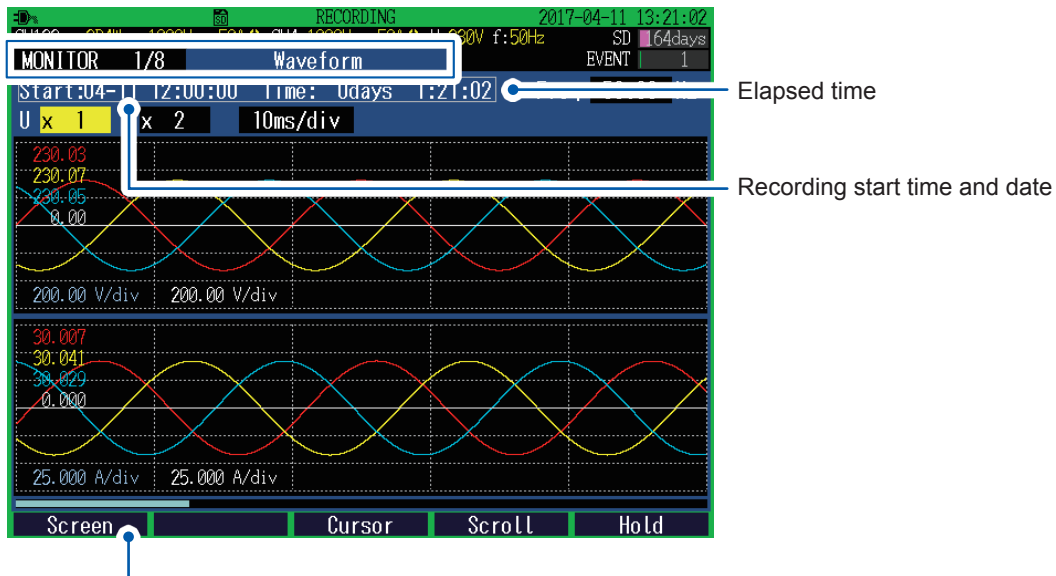 SD RECORDING 2017-04-11 13:21:02
f:50Hz SD 164days
MONITOR 1/8 Waveform EVENT 1
Start:04-11 12:00:00 Time: 0days 1:21:02
Elapsed time
U x 1 x 2 10ms/div
230.03
230.07
230.05
0.00
Recording start time and date
200.00 V/div 200.00 V/div
30.007
30.041
30.029
0.000
25.000 A/div 25.000 A/div
Screen Cursor Scroll Hold